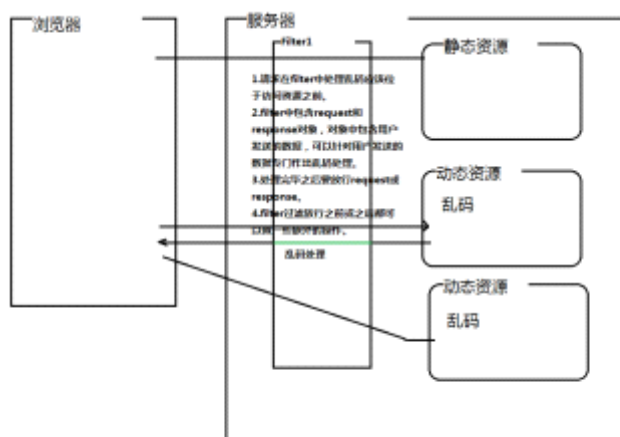 浏览器
服务器
filter1
静态资源
1.请求在filter中处理乱码应该位
于访问资源之前。
2.filter中包含request和
response对象，对象中包含用户
发送的数据，可以针对用户发送的
数据专门作出乱码处理。
3.处理完毕之后要放行request或
response。
4.filter过滤放行之前或之后都可
以做一些额外的操作。
乱码处理
动态资源
乱码
动态资源
乱码